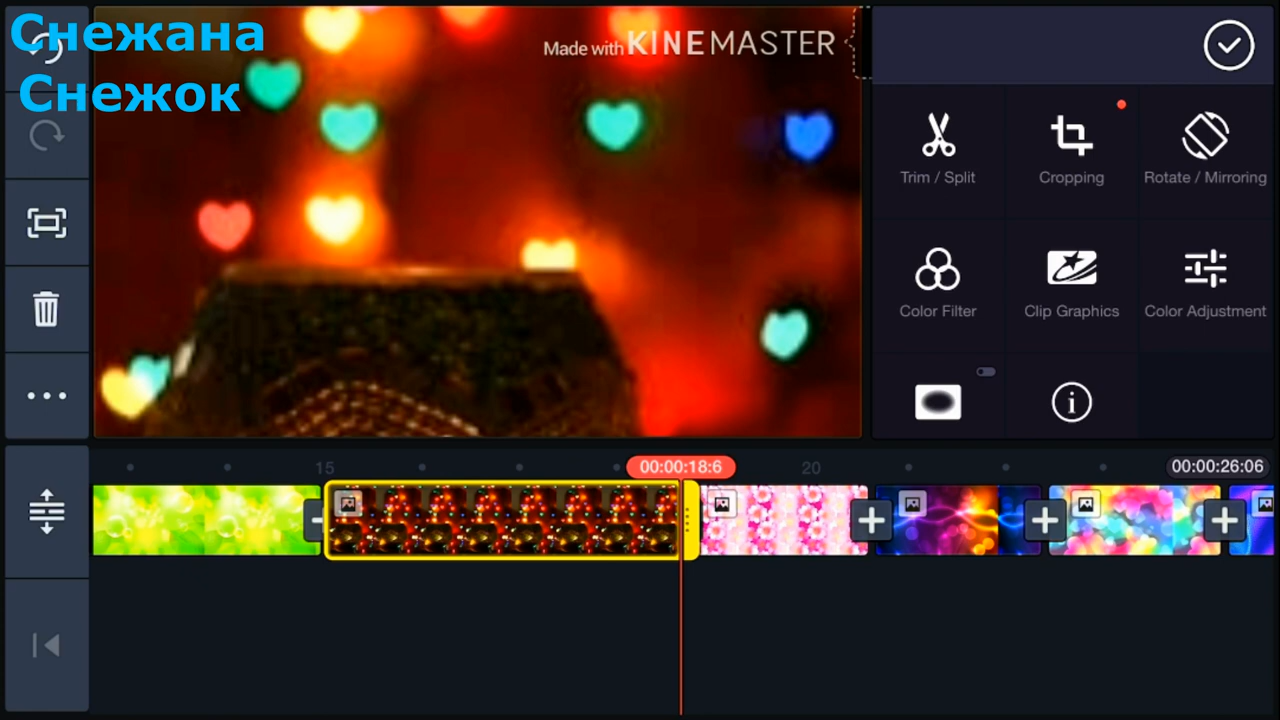 Снежана
Снежок
Made with KINEMASTER
Trim / Split
Cropping
Rotate / Mirroring
Color Filter
Clip Graphics
Color Adjustment
15
00:00:18:6
20
00:00:26:06